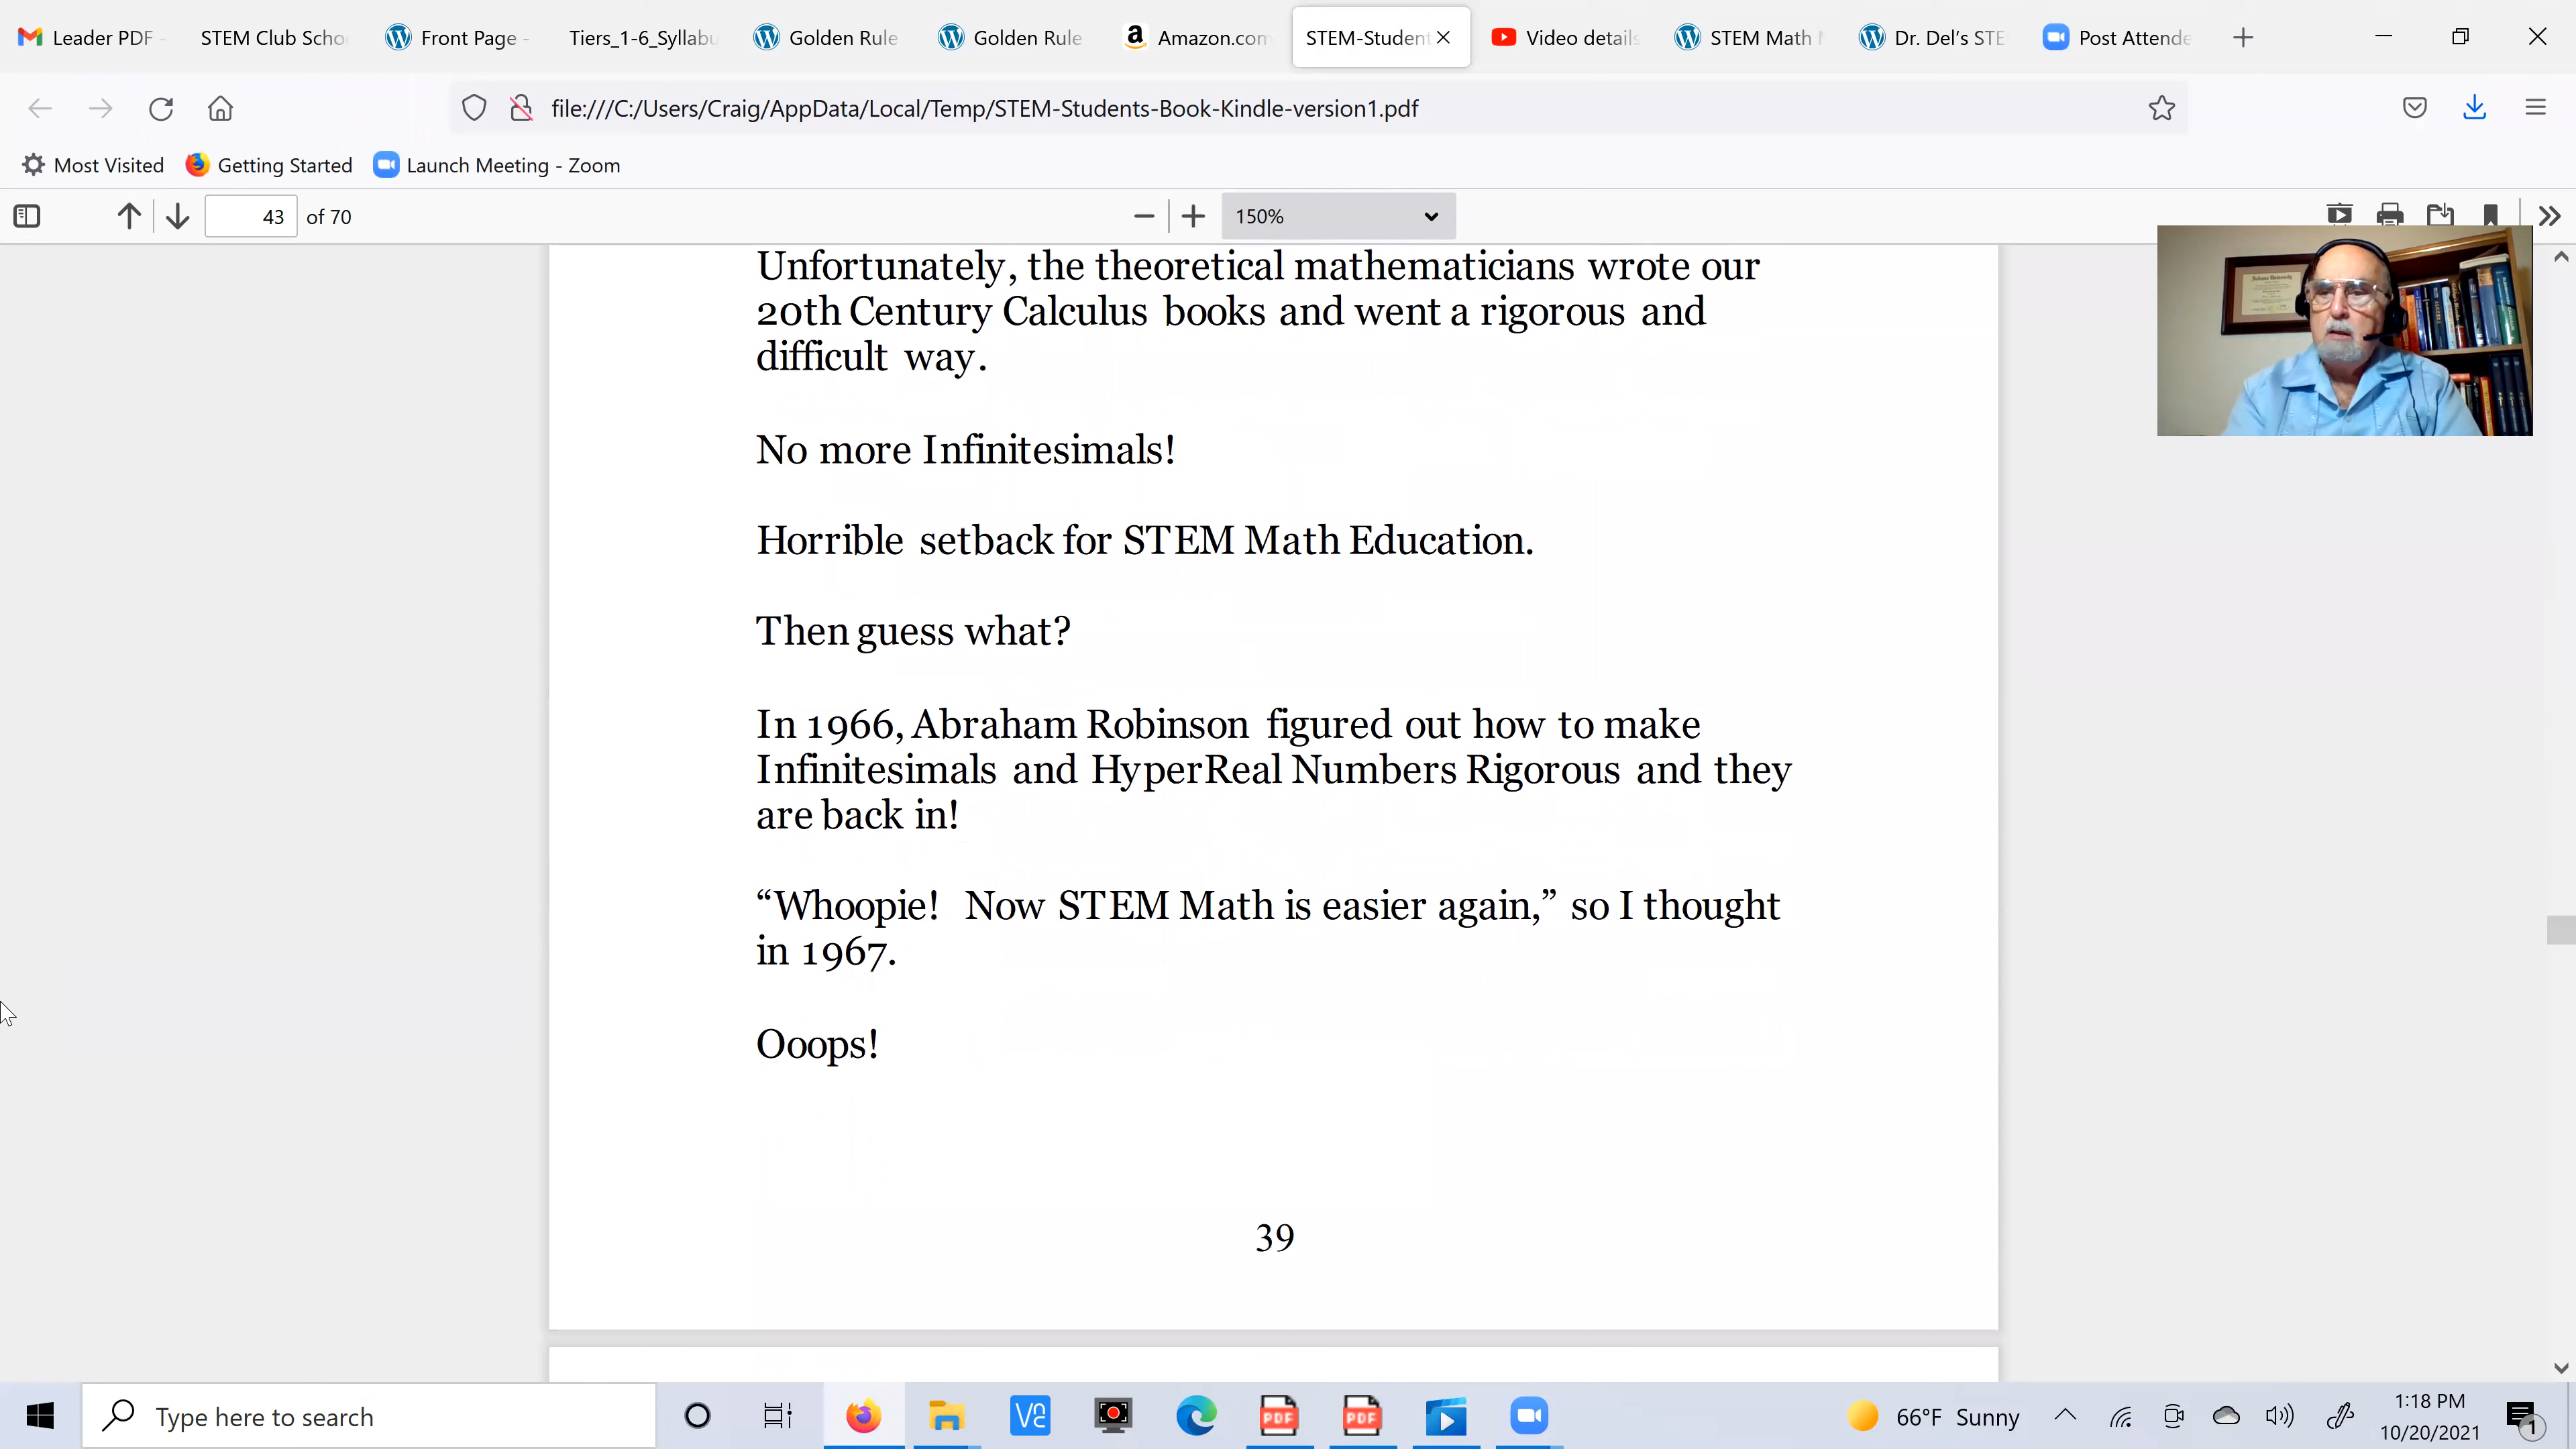 Leader PDF -
STEM Club Scho
Front Page -
Tiers_1-6_Syllabu
Golden Rule
Golden Rule
Amazon.com
STEM-Student
Video details
STEM Math
Dr. Del's STE
Post Attende
file:///C:/Users/Craig/AppData/Local/Temp/STEM-Students-Book-Kindle-version1.pdf
Most Visited
Getting Started
Launch Meeting - Zoom
43 of 70
150%
Unfortunately, the theoretical mathematicians wrote our
20th Century Calculus books and went a rigorous and
difficult way.
No more Infinitesimals!
Horrible setback for STEM Math Education.
Then guess what?
In 1966, Abraham Robinson figured out how to make
Infinitesimals and HyperReal Numbers Rigorous and they
are back in!
“Whoopie! Now STEM Math is easier again,” so I thought
in 1967.
Ooops!
39
Type here to search
PDF
PDF
66°F Sunny
1:18 PM
10/20/2021
1